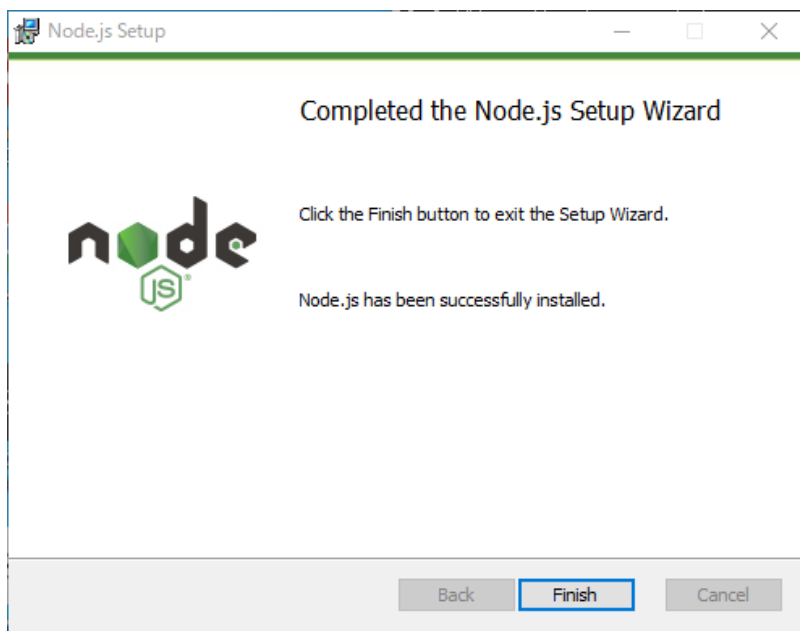 Node.js Setup
Completed the Node.js Setup Wizard
Click the Finish button to exit the Setup Wizard.
node
JS®
Node.js has been successfully installed.
Back
Finish
Cancel